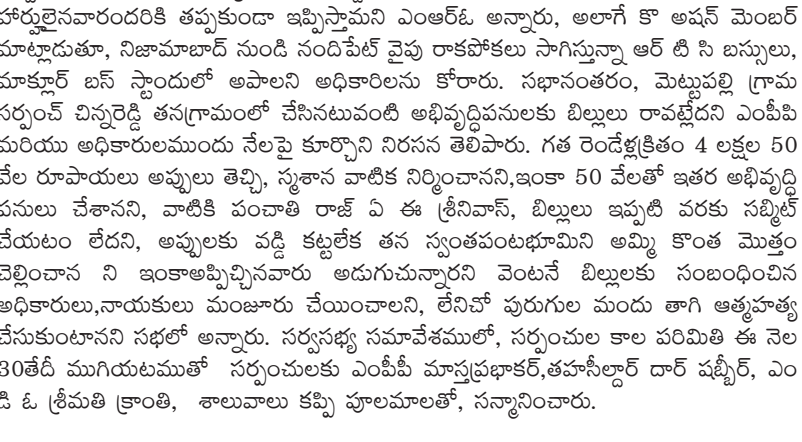 హార్హులైనవారందరికి తప్పకుండా ఇప్పిస్తామని ఎంఆర్ఓ అన్నారు, అలాగే కొ అషన్ మెంబర్
మాట్లాడుతూ, నిజామాబాద్ నుండి నందిపేట్ వైపు రాకపోకలు సాగిస్తున్నా ఆర్ టి సి బస్సులు,
మాక్లూర్ బస్ స్టాందులో అపాలని అధికారిలను కోరారు. సభానంతరం, మెట్టుపల్లి గ్రామ
సర్పంచ్ చిన్నరెడ్డి తనగ్రామంలో చేసినటువంటి అభివృద్ధిపనులకు బిల్లులు రావట్లేదని ఎంపీపి
మరియు అధికారులముందు నేలపై కూర్చొని నిరసన తెలిపారు. గత రెండేళ్లక్రితం 4 లక్షల 50
వేల రూపాయలు అప్పులు తెచ్చి, స్మశాన వాటిక నిర్మించానని,ఇంకా 50 వేలతో ఇతర అభివృద్ధి
పనులు చేశానని, వాటికి పంచాతి రాజ్ ఏ ఈ శ్రీనివాస్, బిల్లులు ఇప్పటి వరకు సబ్మిట్
చేయటం లేదని, అప్పులకు వడ్డి కట్టలేక తన స్వంతపంటభూమిని అమ్మి కొంత మొత్తం
చెల్లించాన ని ఇంకాఅప్పిచ్చినవారు అడుగుచున్నారని వెంటనే బిల్లులకు సంబంధించిన
అధికారులు,నాయకులు మంజూరు చేయించాలని, లేనిచో పురుగుల మందు తాగి ఆత్మహత్య
చేసుకుంటానని సభలో అన్నారు. సర్వసభ్య సమావేశములో, సర్పంచుల కాల పరిమితి ఈ నెల
30తేదీ ముగియటముతో సర్పంచులకు ఎంపీపీ మాస్తప్రభాకర్,తహసీల్దార్ దార్ షబ్బీర్, ఎం
డి ఓ శ్రీమతి క్రాంతి, శాలువాలు కప్పి పూలమాలతో, సన్మానించారు.